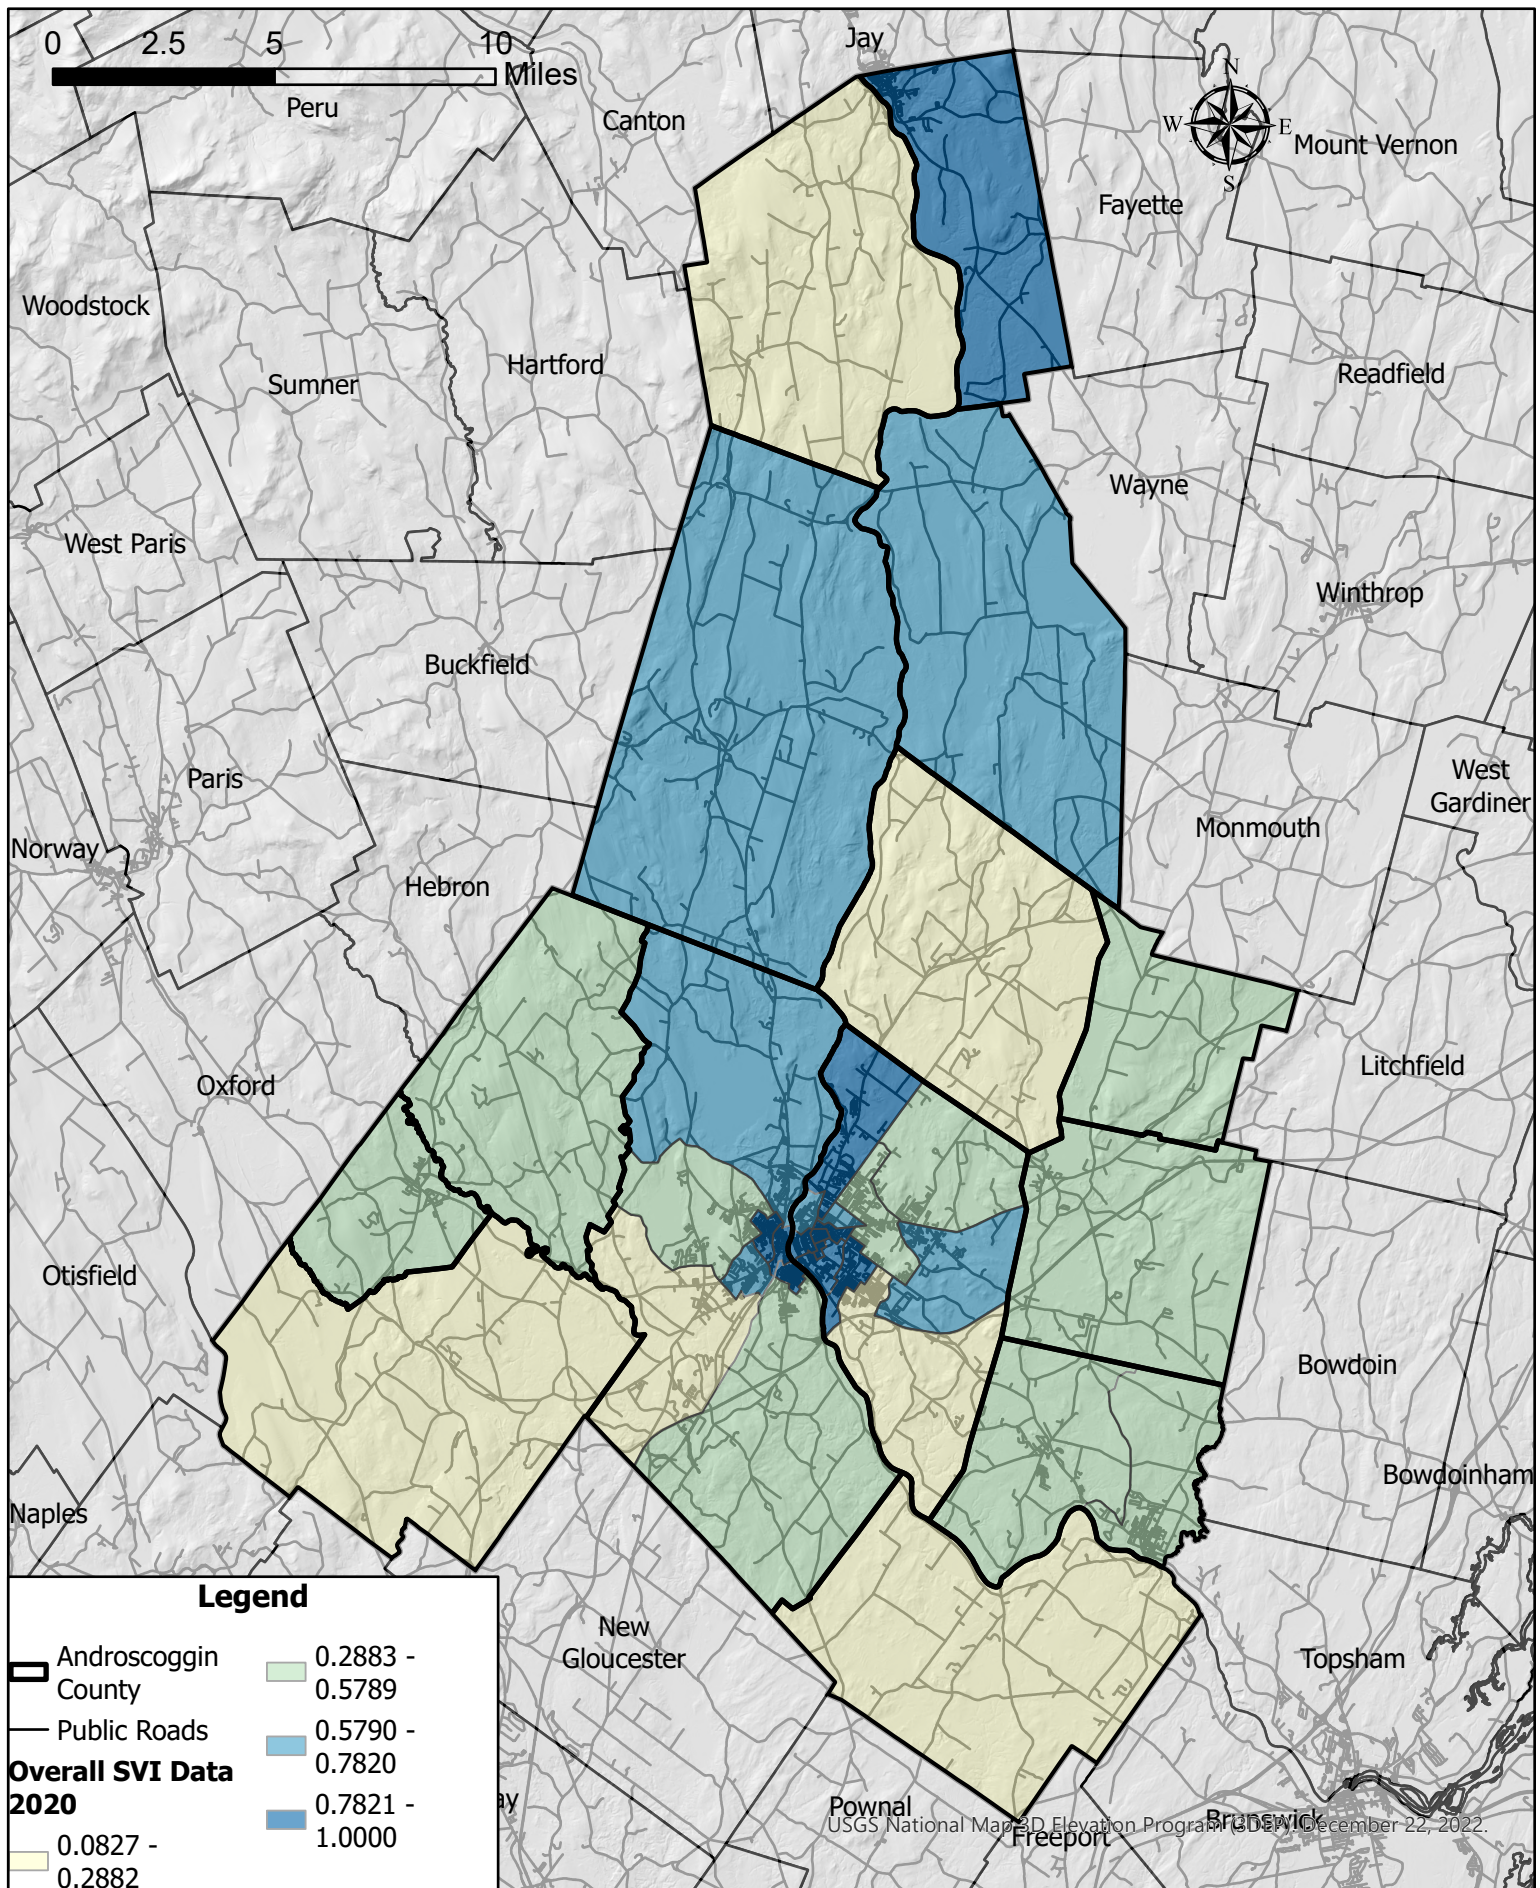 0 2.5 5 10
Miles
Jay
Peru
Canton
N
W E
S
Mount Vernon
Fayette
Woodstock
Hartford
Sumner
Readfield
Wayne
West Paris
Winthrop
Buckfield
Paris
West
Gardiner
Monmouth
Norway
Hebron
Litchfield
Oxford
Otisfield
Bowdoin
Bowdoinham
Naples
New
Gloucester
Topsham
Pownal
Brunswick
Freeport
ay
USGS National Map 3D Elevation Program (3DEP). December 22, 2022.
Legend
Androscoggin
County
Public Roads
Overall SVI Data
2020
0.0827 -
0.2882
0.2883 -
0.5789
0.5790 -
0.7820
0.7821 -
1.0000